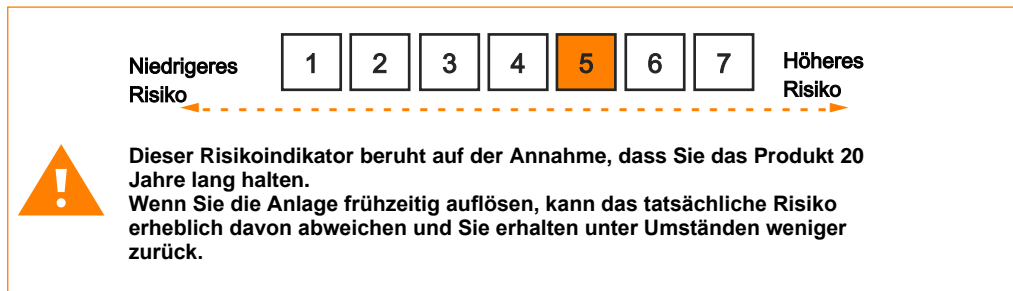 Niedrigeres
Risiko
1 2 3 4 5 6 7
Höheres
Risiko
!
Dieser Risikoindikator beruht auf der Annahme, dass Sie das Produkt 20
Jahre lang halten.
Wenn Sie die Anlage frühzeitig auflösen, kann das tatsächliche Risiko
erheblich davon abweichen und Sie erhalten unter Umständen weniger
zurück.